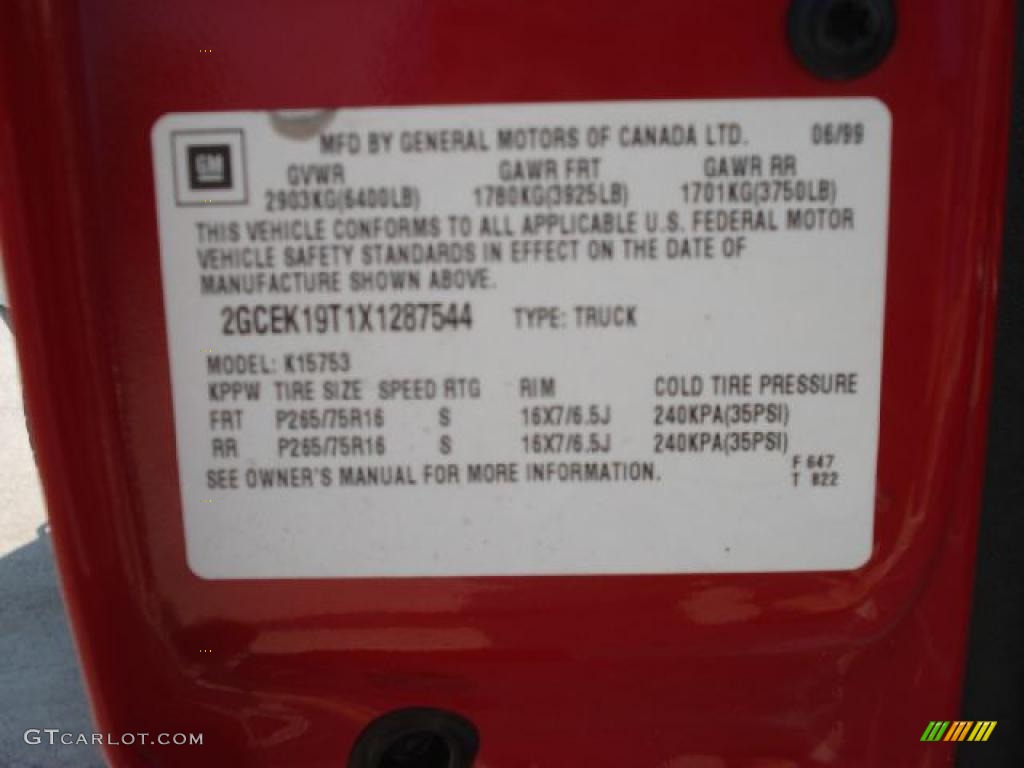 GM
MFD BY GENERAL MOTORS OF CANADA LTD. 06/99
GVWR GAWR FRT GAWR RR
2903KG(6400LB) 1780KG(3925LB) 1701KG(3750LB)
THIS VEHICLE CONFORMS TO ALL APPLICABLE U.S. FEDERAL MOTOR
VEHICLE SAFETY STANDARDS IN EFFECT ON THE DATE OF
MANUFACTURE SHOWN ABOVE.
2GCEK19T1X1287544 TYPE: TRUCK
MODEL: K15753
KPPW TIRE SIZE SPEED RTG RIM COLD TIRE PRESSURE
FRT P265/75R16 S 16X7/6.5J 240KPA(35PSI)
RR P265/75R16 S 16X7/6.5J 240KPA(35PSI)
SEE OWNER'S MANUAL FOR MORE INFORMATION.
F 647
T 822
GTCARLOT.COM